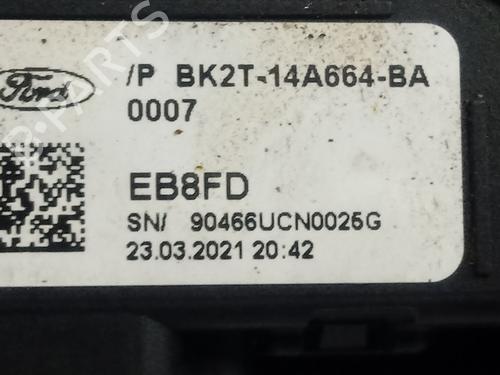 Ford
/P BK2T-14A664-BA
0007
EB8FD
SN/ 90466UCN0025G
23.03.2021 20:42